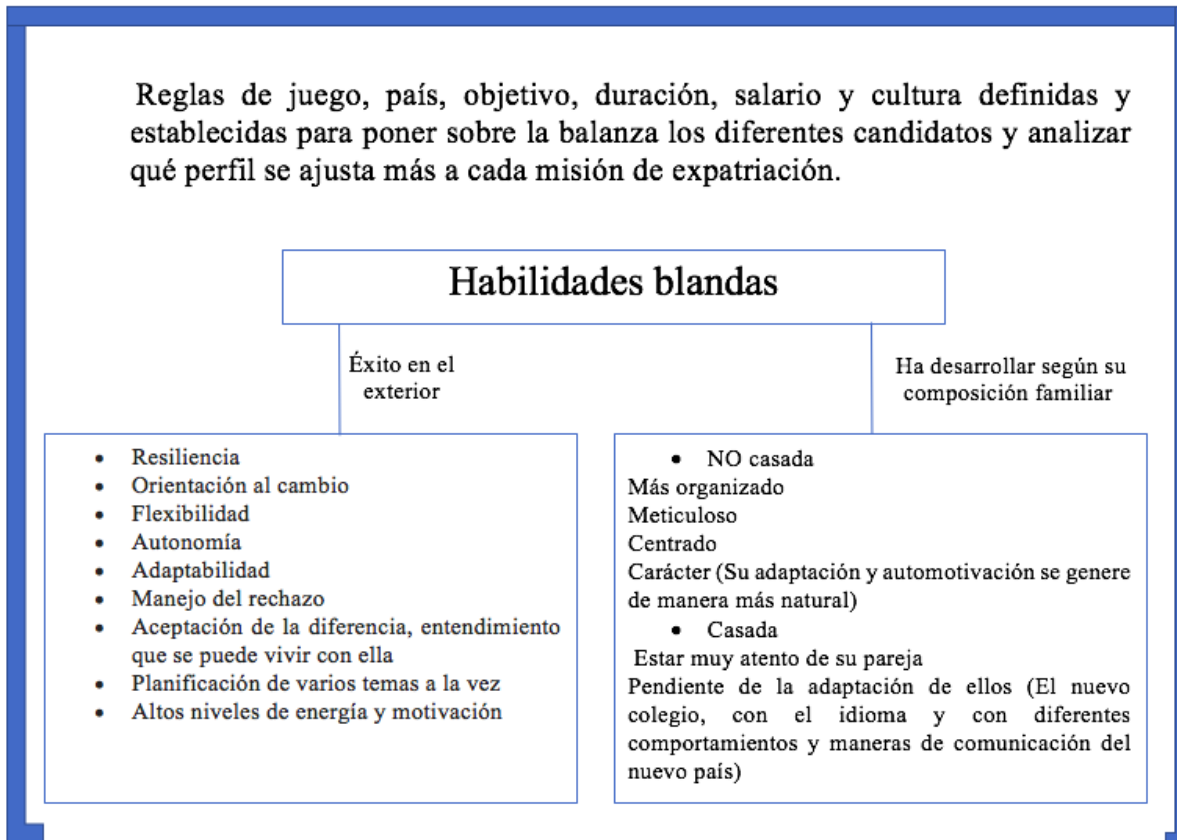 Reglas de juego, país, objetivo, duración, salario y cultura definidas y
establecidas para poner sobre la balanza los diferentes candidatos y analizar
qué perfil se ajusta más a cada misión de expatriación.
Habilidades blandas
Éxito en el
exterior
• Resiliencia
• Orientación al cambio
• Flexibilidad
• Autonomía
• Adaptabilidad
• Manejo del rechazo
• Aceptación de la diferencia, entendimiento
que se puede vivir con ella
• Planificación de varios temas a la vez
• Altos niveles de energía y motivación
Ha desarrollar según su
composición familiar
• NO casada
Más organizado
Meticuloso
Centrado
Carácter (Su adaptación y automotivación se genere
de manera más natural)
• Casada
Estar muy atento de su pareja
Pendiente de la adaptación de ellos (El nuevo
colegio, con el idioma y con diferentes
comportamientos y maneras de comunicación del
nuevo país)